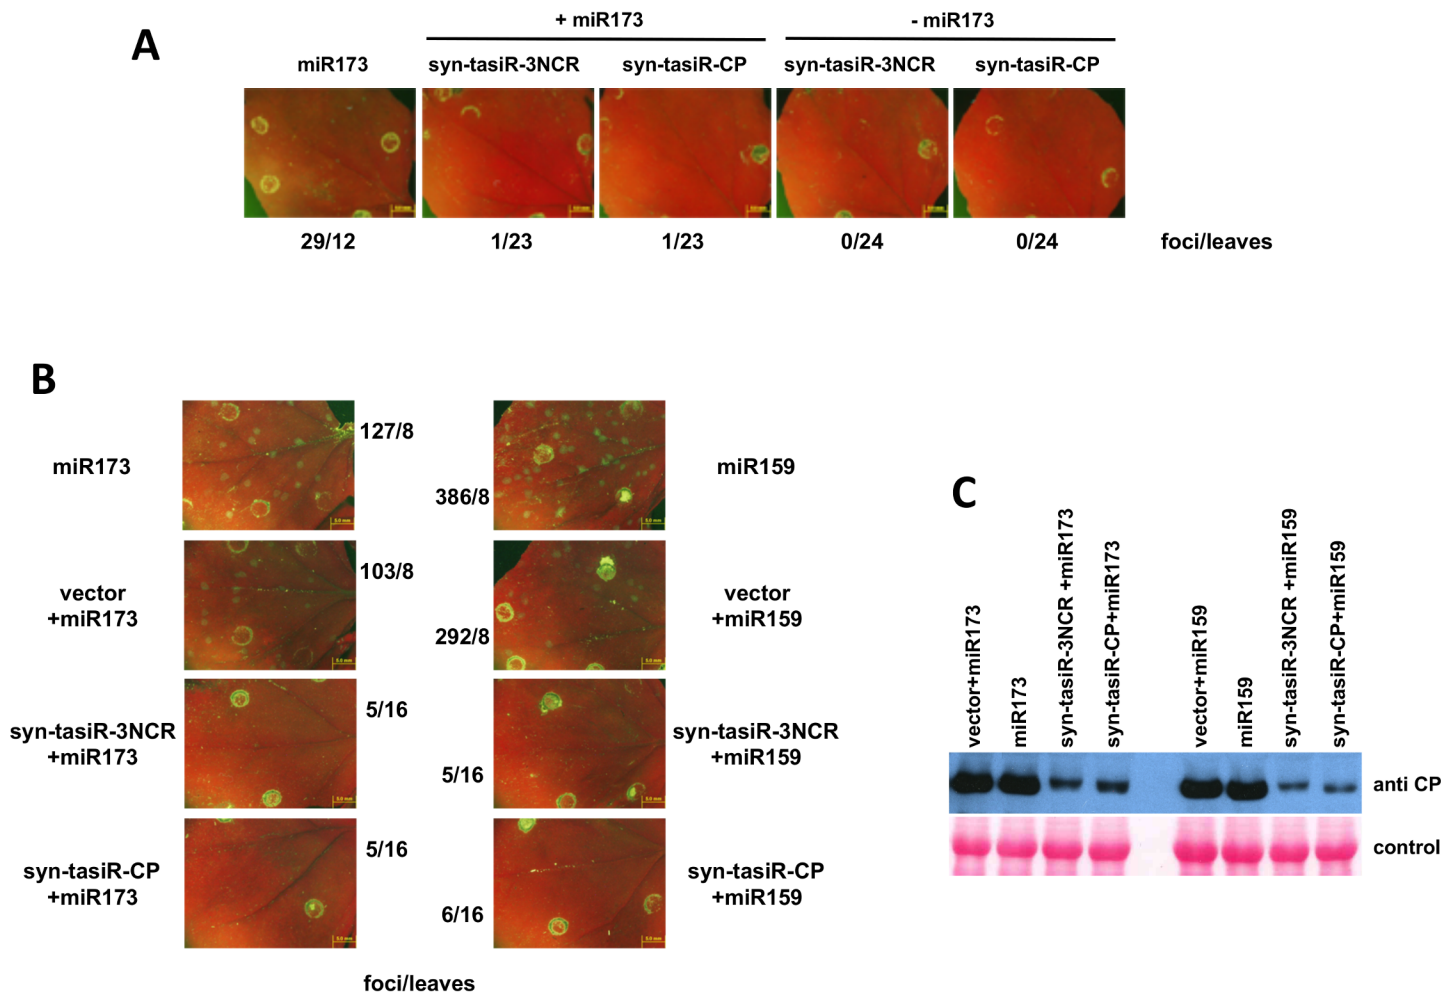 A
+ miR173
- miR173
miR173
syn-tasiR-3NCR
syn-tasiR-CP
syn-tasiR-3NCR
syn-tasiR-CP
29/12
1/23
1/23
0/24
0/24
foci/leaves
B
miR173
127/8
386/8
miR159
vector
+miR173
103/8
292/8
vector
+miR159
syn-tasiR-3NCR
+miR173
5/16
5/16
syn-tasiR-3NCR
+miR159
syn-tasiR-CP
+miR173
5/16
6/16
syn-tasiR-CP
+miR159
foci/leaves
C
vector+miR173
miR173
syn-tasiR-3NCR +miR173
syn-tasiR-CP+miR173
vector+miR159
miR159
syn-tasiR-3NCR +miR159
syn-tasiR-CP+miR159
anti CP
control